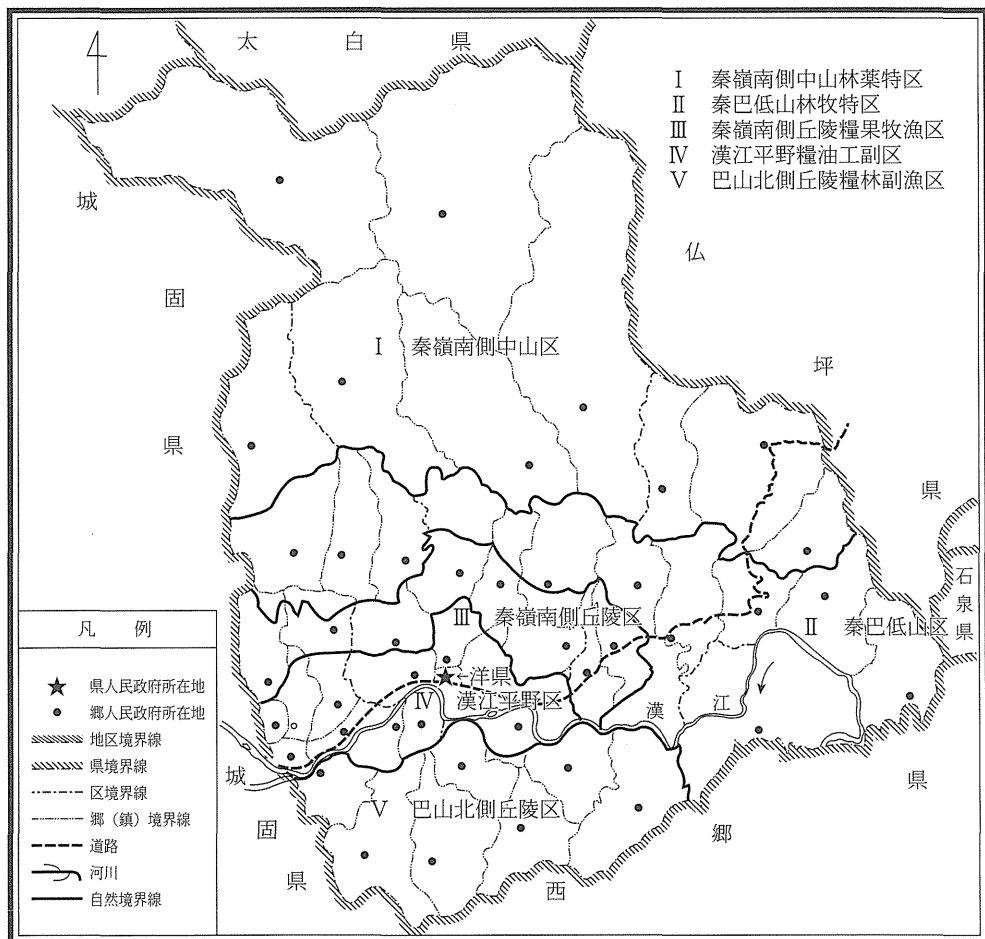 太白県
Ⅰ 秦嶺南側中山林薬特区
Ⅱ 秦巴低山林牧特区
Ⅲ 秦嶺南側丘陵糧果牧漁区
Ⅳ 漢江平野糧油工副区
Ⅴ 巴山北側丘陵糧林副漁区
城固県
仏坪県
Ⅰ 秦嶺南側中山区
石泉県
Ⅲ 秦嶺南側丘陵区
Ⅱ 秦巴低山区
←洋県
Ⅳ 漢江平野区
漢江
城固県
Ⅴ 巴山北側丘陵区
西郷県
凡例
県人民政府所在地
郷人民政府所在地
地区境界線
県境界線
区境界線
郷（鎮）境界線
道路
河川
自然境界線